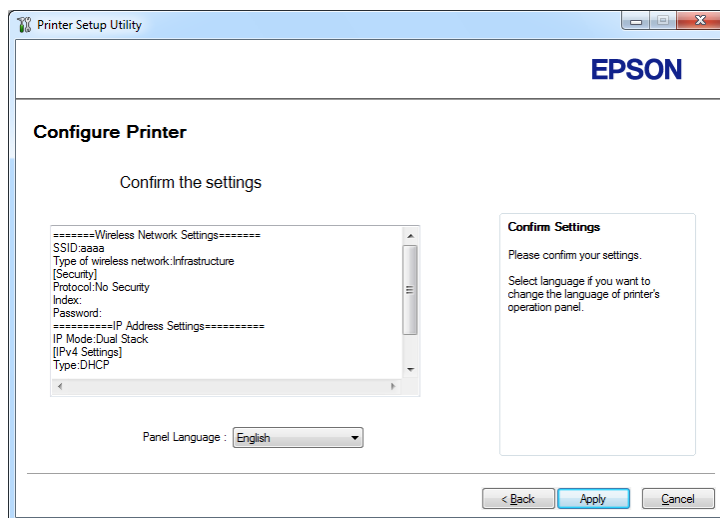 Printer Setup Utility
EPSON
Configure Printer
Confirm the settings
=======Wireless Network Settings=======
SSID:aaaa
Type of wireless network:Infrastructure
[Security]
Protocol:No Security
Index:
Password:
==========IP Address Settings==========
IP Mode:Dual Stack
[IPv4 Settings]
Type:DHCP
Panel Language :
English
Confirm Settings
Please confirm your settings.
Select language if you want to
change the language of printer's
operation panel.
< Back
Apply
Cancel